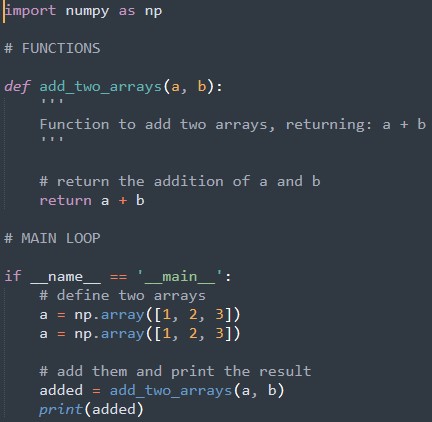 import numpy as np
# FUNCTIONS
def add_two_arrays(a, b):
    '''
    Function to add two arrays, returning: a + b
    '''
    # return the addition of a and b
    return a + b
# MAIN LOOP
if __name__ == '__main__':
    # define two arrays
    a = np.array([1, 2, 3])
    a = np.array([1, 2, 3])
    # add them and print the result
    added = add_two_arrays(a, b)
    print(added)